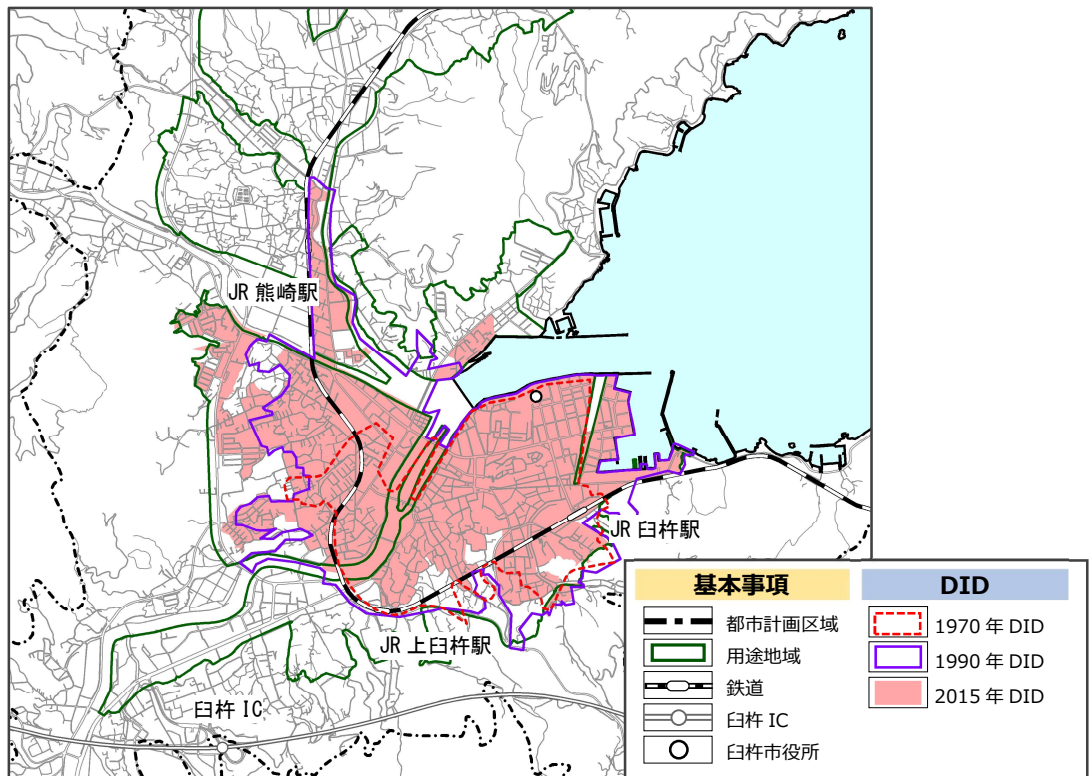 JR 熊崎駅
JR 臼杵駅
JR 上臼杵駅
臼杵 IC
基本事項
都市計画区域
用途地域
鉄道
臼杵 IC
臼杵市役所
DID
1970 年 DID
1990 年 DID
2015 年 DID